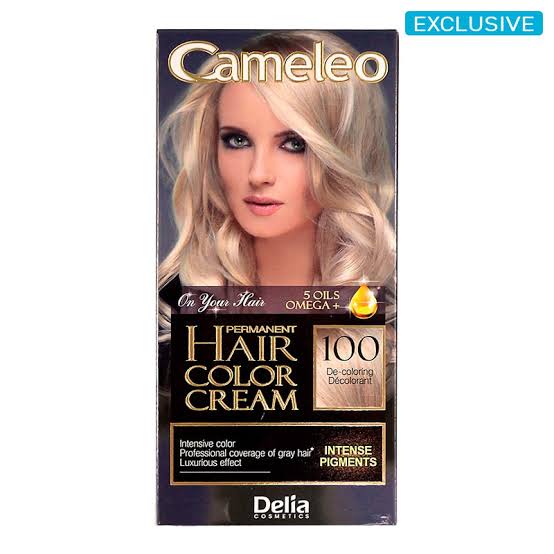 EXCLUSIVE
Cameleo
On Your Hair
5 OILS
OMEGA +
PERMANENT
HAIR
COLOR
CREAM
100
De-coloring
Décolorant
Intensive color
Professional coverage of gray hair*
Luxurious effect
INTENSE
PIGMENTS
Delia
COSMETICS